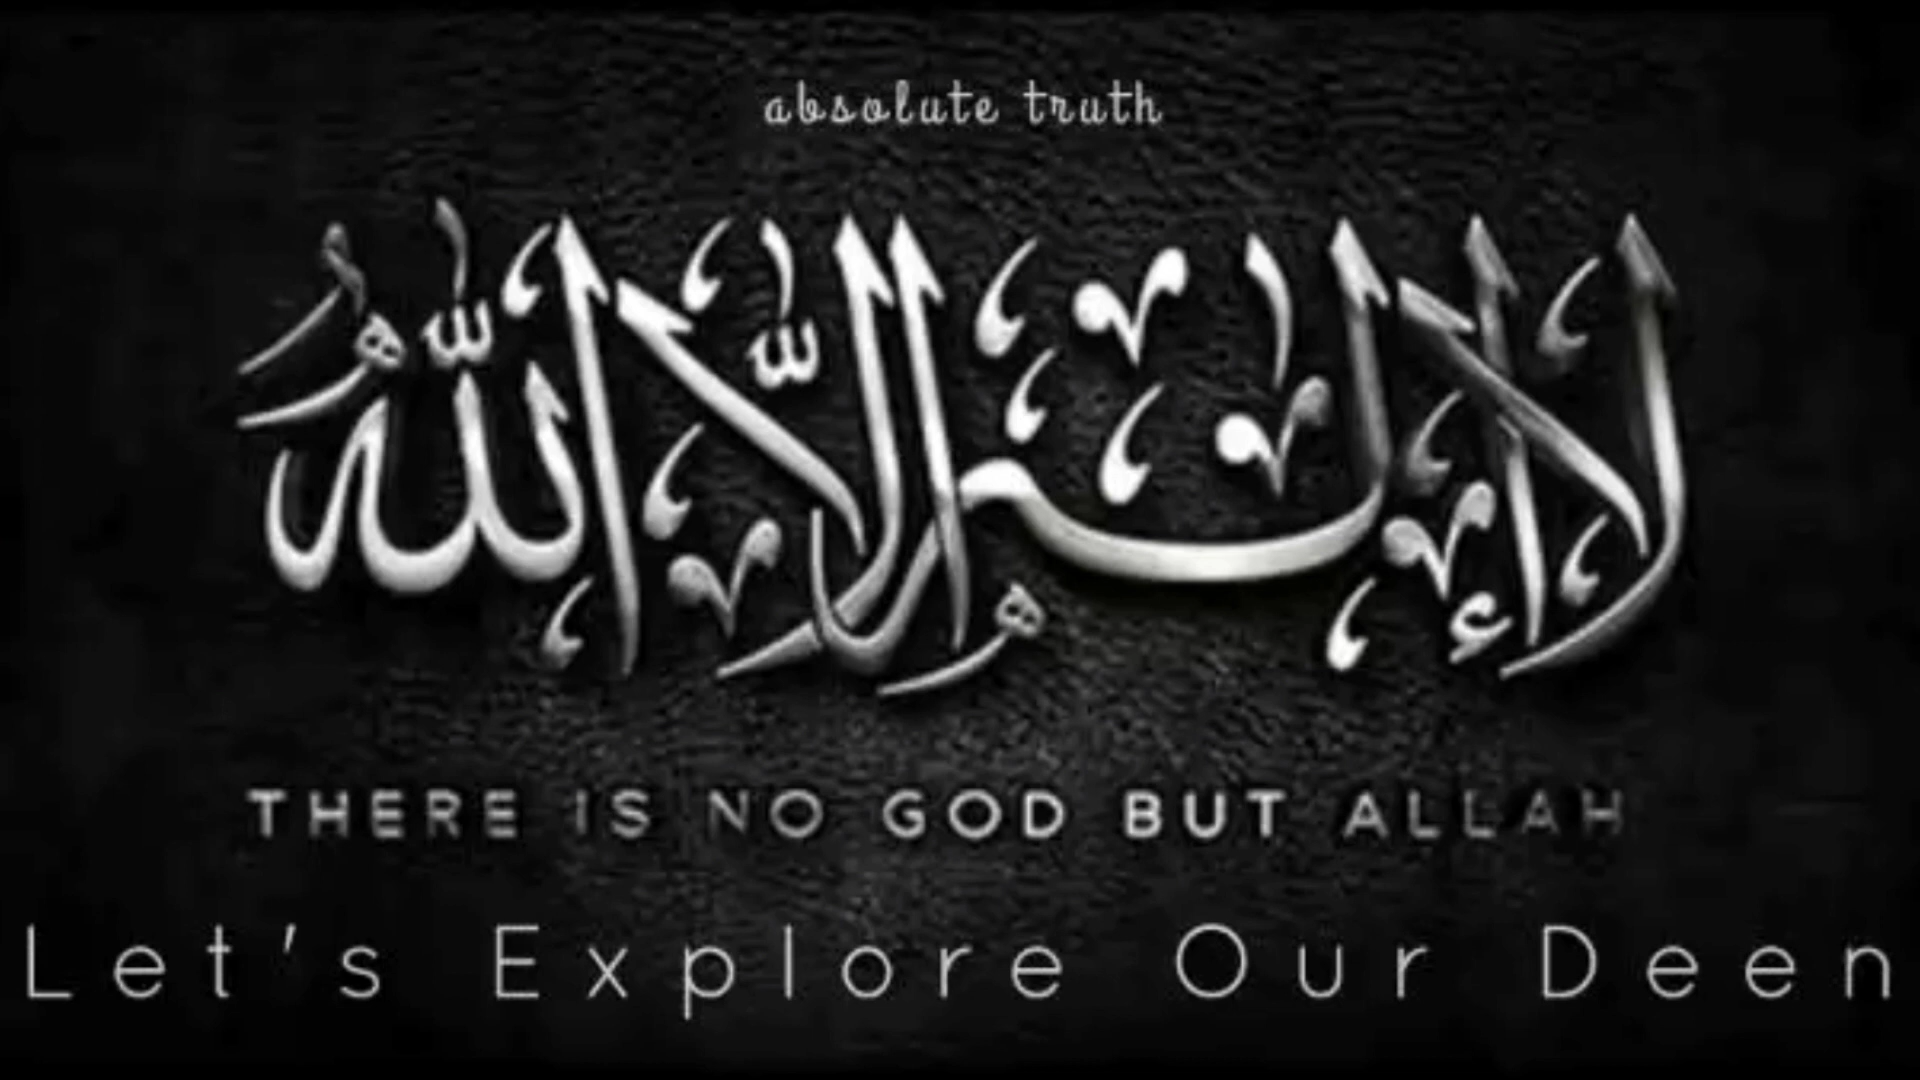 absolute truth
لا إله إلا الله
THERE IS NO GOD BUT ALLAH
Let's Explore Our Deen